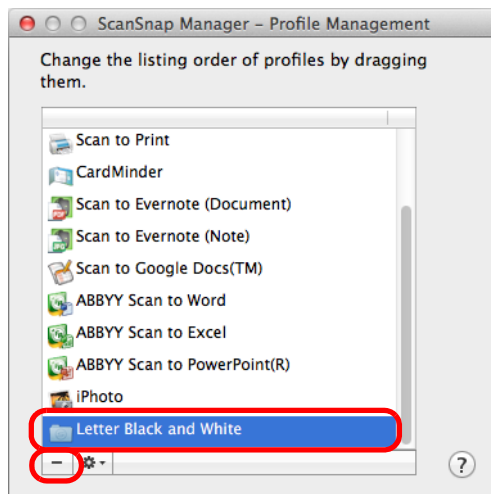 ScanSnap Manager – Profile Management
Change the listing order of profiles by dragging
them.
Scan to Print
CardMinder
Scan to Evernote (Document)
Scan to Evernote (Note)
Scan to Google Docs(TM)
ABBYY Scan to Word
ABBYY Scan to Excel
ABBYY Scan to PowerPoint(R)
iPhoto
Letter Black and White
?